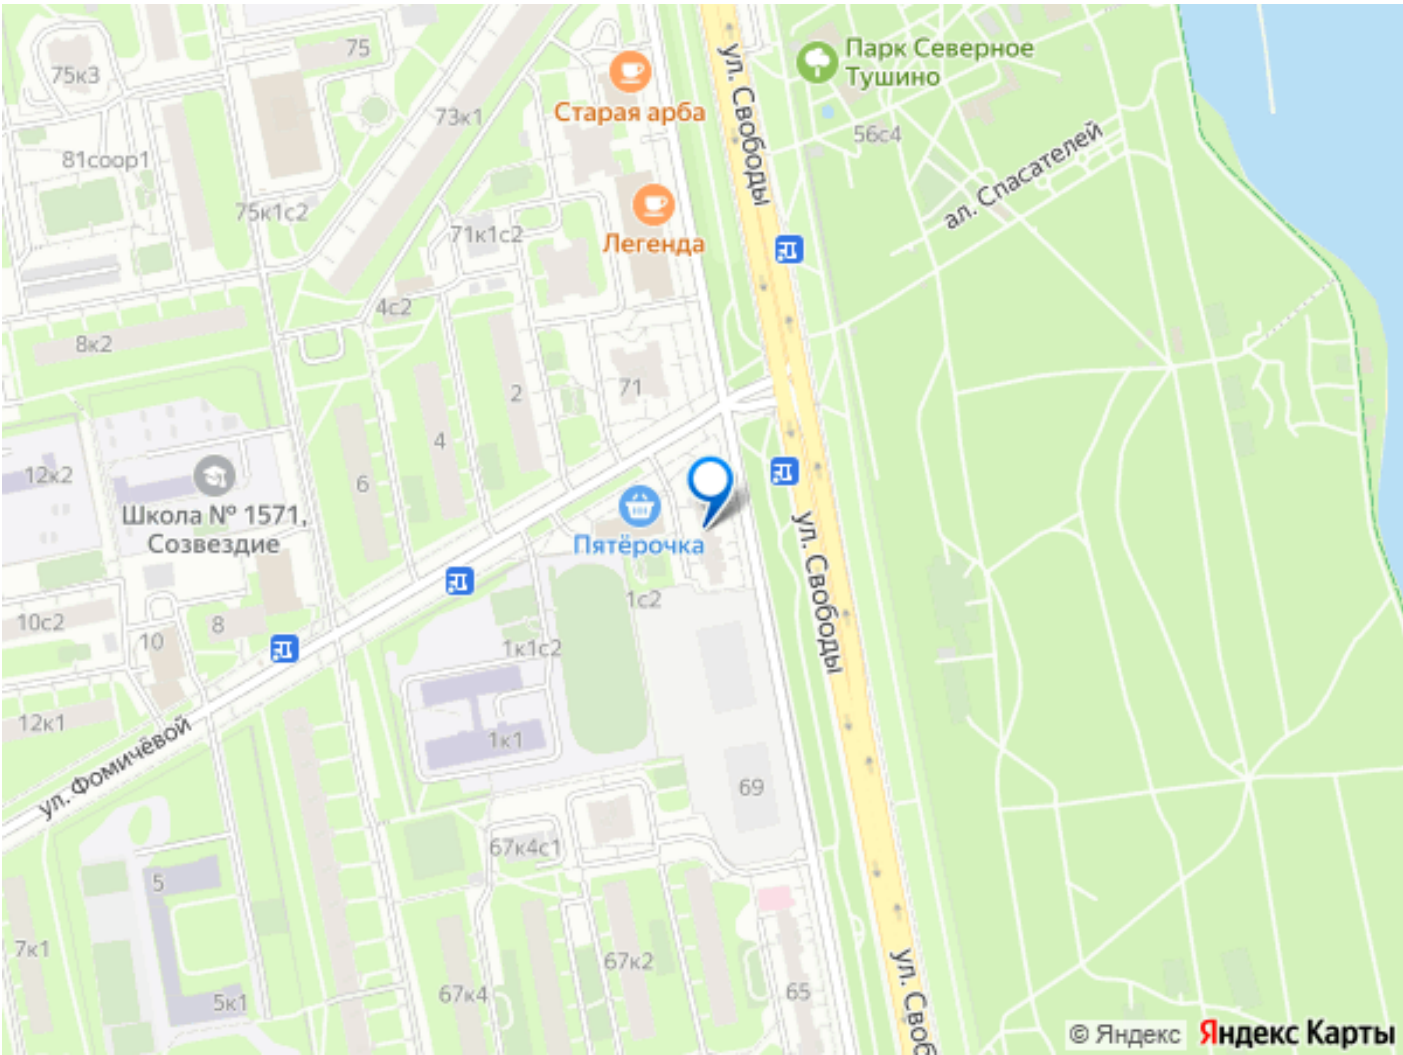 75
75к3
Парк Северное
Тушино
ул. Свободы
Старая арба
73к1
56с4
81соор1
ал. Спасателей
75к1с2
71к1с2
Легенда
4с2
8к2
2
71
4
12к2
6
Школа № 1571,
Созвездие
Пятёрочка
ул. Свободы
1с2
10с2
8
10
1к1с2
12к1
1к1
ул. Фомичёвой
69
67к4с1
5
7к1
67к2
5к1
67к4
65
ул. Своб
© Яндекс Яндекс Карты